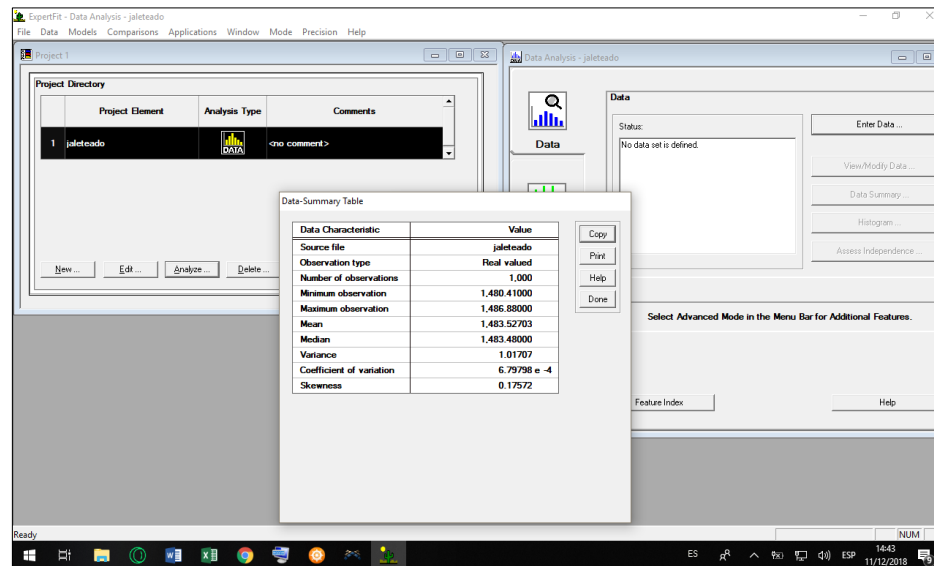 ExpertFit - Data Analysis - jaleteado
File Data Models Comparisons Applications Window Mode Precision Help
Project 1
Project Directory
Project Element Analysis Type Comments
1 jaleteado DATA <no comment>
New ... Edit ... Analyze ... Delete ...
Data Analysis - jaleteado
Data
Data
Status:
No data set is defined.
Enter Data ...
View/Modify Data ...
Data Summary ...
Histogram ...
Assess Independence ...
Select Advanced Mode in the Menu Bar for Additional Features.
Feature Index
Help
Data-Summary Table
Data Characteristic Value
Source file jaleteado
Observation type Real valued
Number of observations 1,000
Minimum observation 1,480.41000
Maximum observation 1,486.88000
Mean 1,483.52703
Median 1,483.48000
Variance 1.01707
Coefficient of variation 6.79798 e -4
Skewness 0.17572
Copy
Print
Help
Done
Ready
NUM
ES
ESP
14:43
11/12/2018